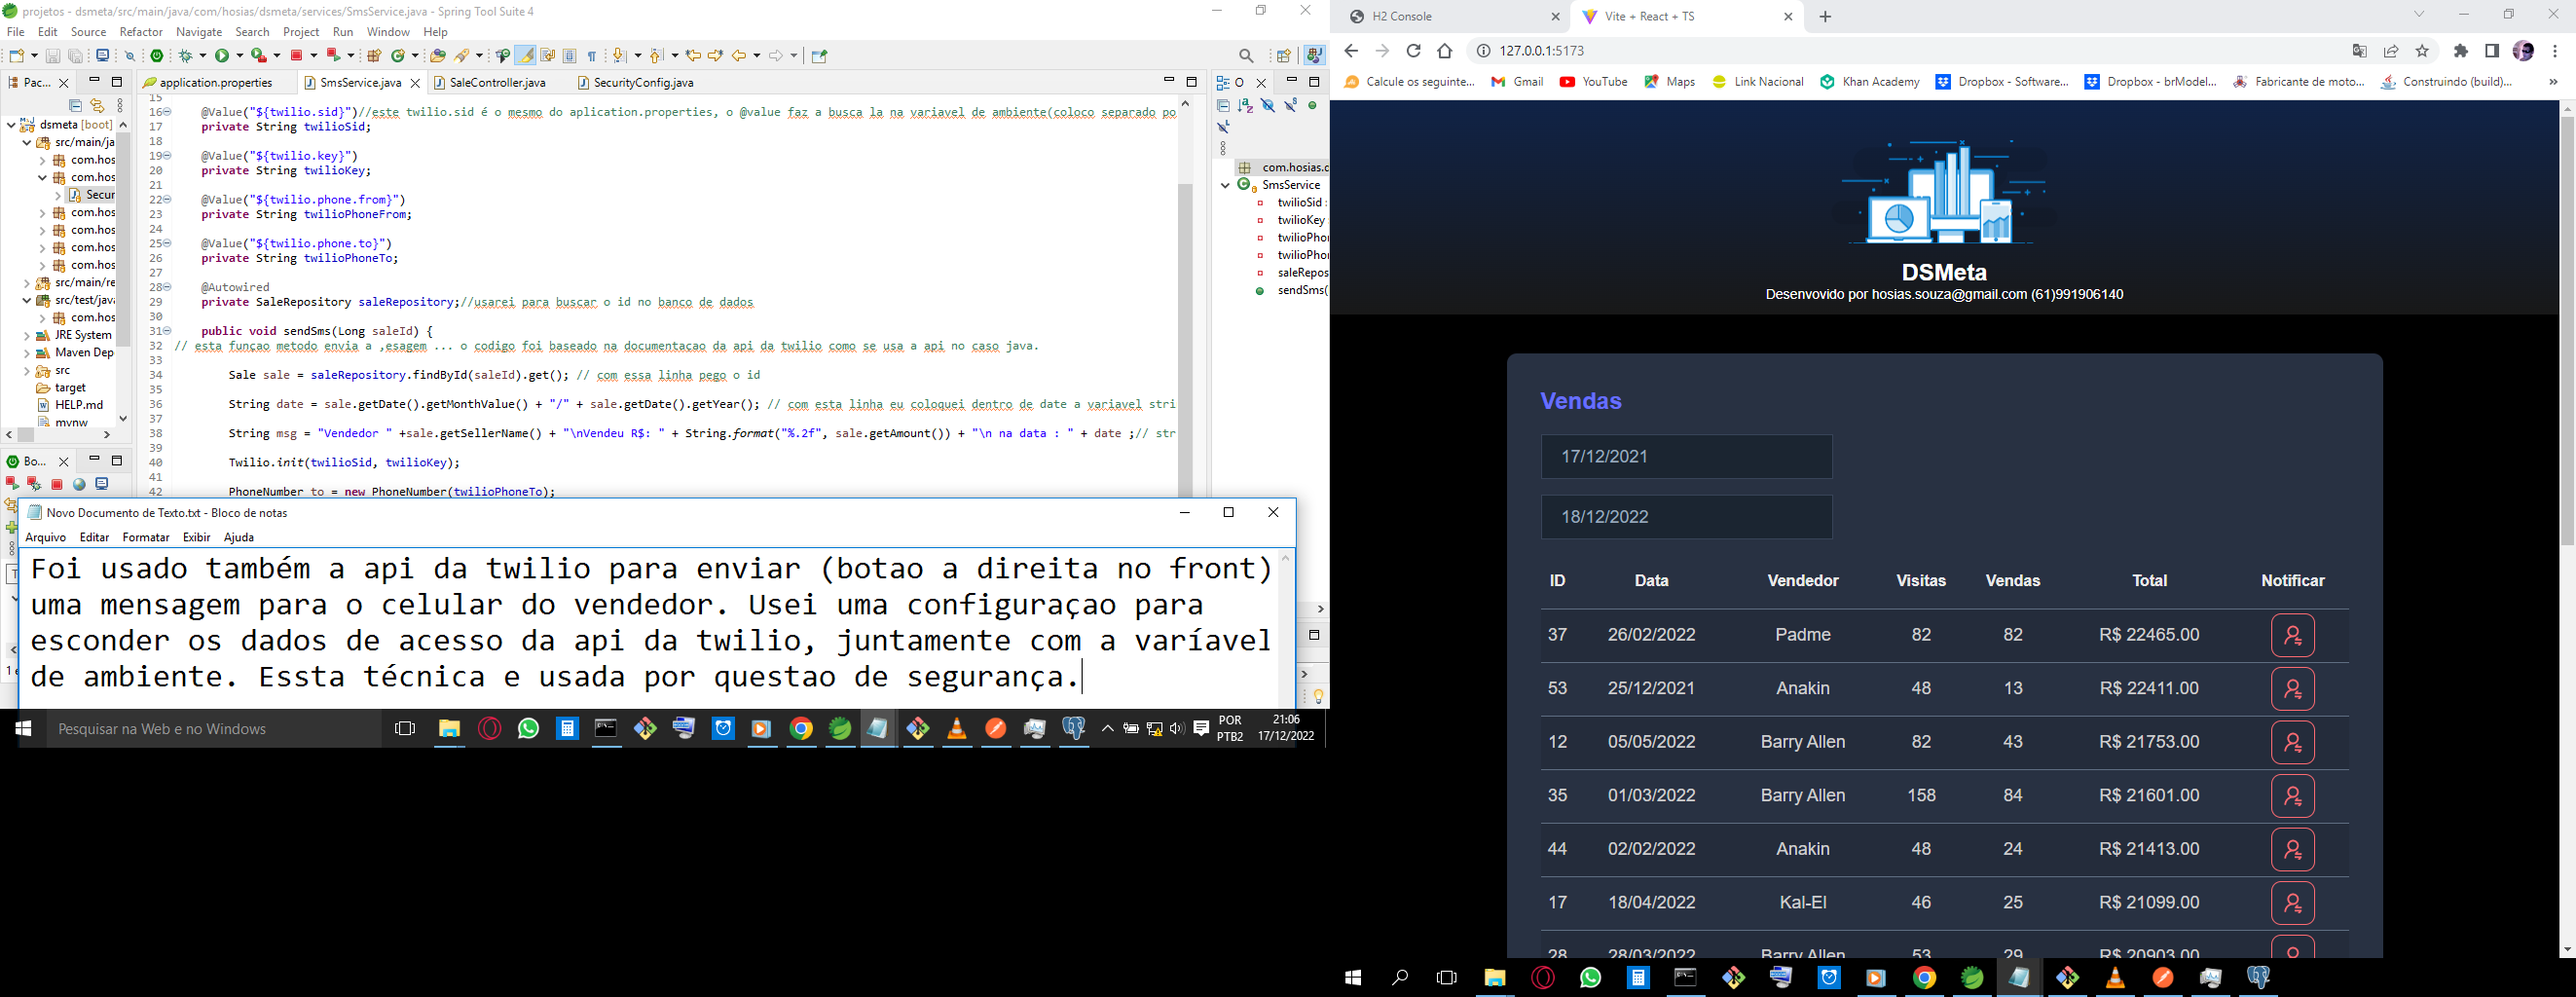 projetos - dsmeta/src/main/java/com/hosias/dsmeta/services/SmsService.java - Spring Tool Suite 4
File Edit Source Refactor Navigate Search Project Run Window Help
Pac...
application.properties
SmsService.java
SaleController.java
SecurityConfig.java
dsmeta [boot]
src/main/ja
com.hos
com.hos
Secur
com.hos
com.hos
com.hos
com.hos
src/main/re
src/test/java
com.hos
JRE System
Maven Dep
src
target
HELP.md
mvnw
Bo...
15
16 @Value("${twilio.sid}")//este twilio.sid é o mesmo do aplication.properties, o @value faz a busca la na variavel de ambiente(coloco separado po
17 private String twilioSid;
18
19 @Value("${twilio.key}")
20 private String twilioKey;
21
22 @Value("${twilio.phone.from}")
23 private String twilioPhoneFrom;
24
25 @Value("${twilio.phone.to}")
26 private String twilioPhoneTo;
27
28 @Autowired
29 private SaleRepository saleRepository;//usarei para buscar o id no banco de dados
30
31 public void sendSms(Long saleId) {
32 // esta funçao metodo envia a ,esagem ... o codigo foi baseado na documentaçao da api da twilio como se usa a api no caso java.
33
34 Sale sale = saleRepository.findById(saleId).get(); // com essa linha pego o id
35
36 String date = sale.getDate().getMonthValue() + "/" + sale.getDate().getYear(); // com esta linha eu coloquei dentro de date a variavel stri
37
38 String msg = "Vendedor " +sale.getSellerName() + "\nVendeu R$: " + String.format("%.2f", sale.getAmount()) + "\n na data : " + date ;// str
39
40 Twilio.init(twilioSid, twilioKey);
41
42 PhoneNumber to = new PhoneNumber(twilioPhoneTo);
O
com.hosias.d
SmsService
twilioSid :
twilioKey
twilioPhon
twilioPhon
saleRepos
sendSms(
Novo Documento de Texto.txt - Bloco de notas
Arquivo Editar Formatar Exibir Ajuda
Foi usado também a api da twilio para enviar (botao a direita no front)
uma mensagem para o celular do vendedor. Usei uma configuraçao para
esconder os dados de acesso da api da twilio, juntamente com a varíavel
de ambiente. Essta técnica e usada por questao de segurança.
Pesquisar na Web e no Windows
POR
PTB2
21:06
17/12/2022
H2 Console
Vite + React + TS
127.0.0.1:5173
Calcule os seguinte... Gmail YouTube Maps Link Nacional Khan Academy Dropbox - Software... Dropbox - brModel... Fabricante de moto... Construindo (build)... »
DSMeta
Desenvovido por hosias.souza@gmail.com (61)991906140
Vendas
17/12/2021
18/12/2022
ID Data Vendedor Visitas Vendas Total Notificar
37 26/02/2022 Padme 82 82 R$ 22465.00
53 25/12/2021 Anakin 48 13 R$ 22411.00
12 05/05/2022 Barry Allen 82 43 R$ 21753.00
35 01/03/2022 Barry Allen 158 84 R$ 21601.00
44 02/02/2022 Anakin 48 24 R$ 21413.00
17 18/04/2022 Kal-El 46 25 R$ 21099.00
28 28/03/2022 Barry Allen 53 29 R$ 20903.00